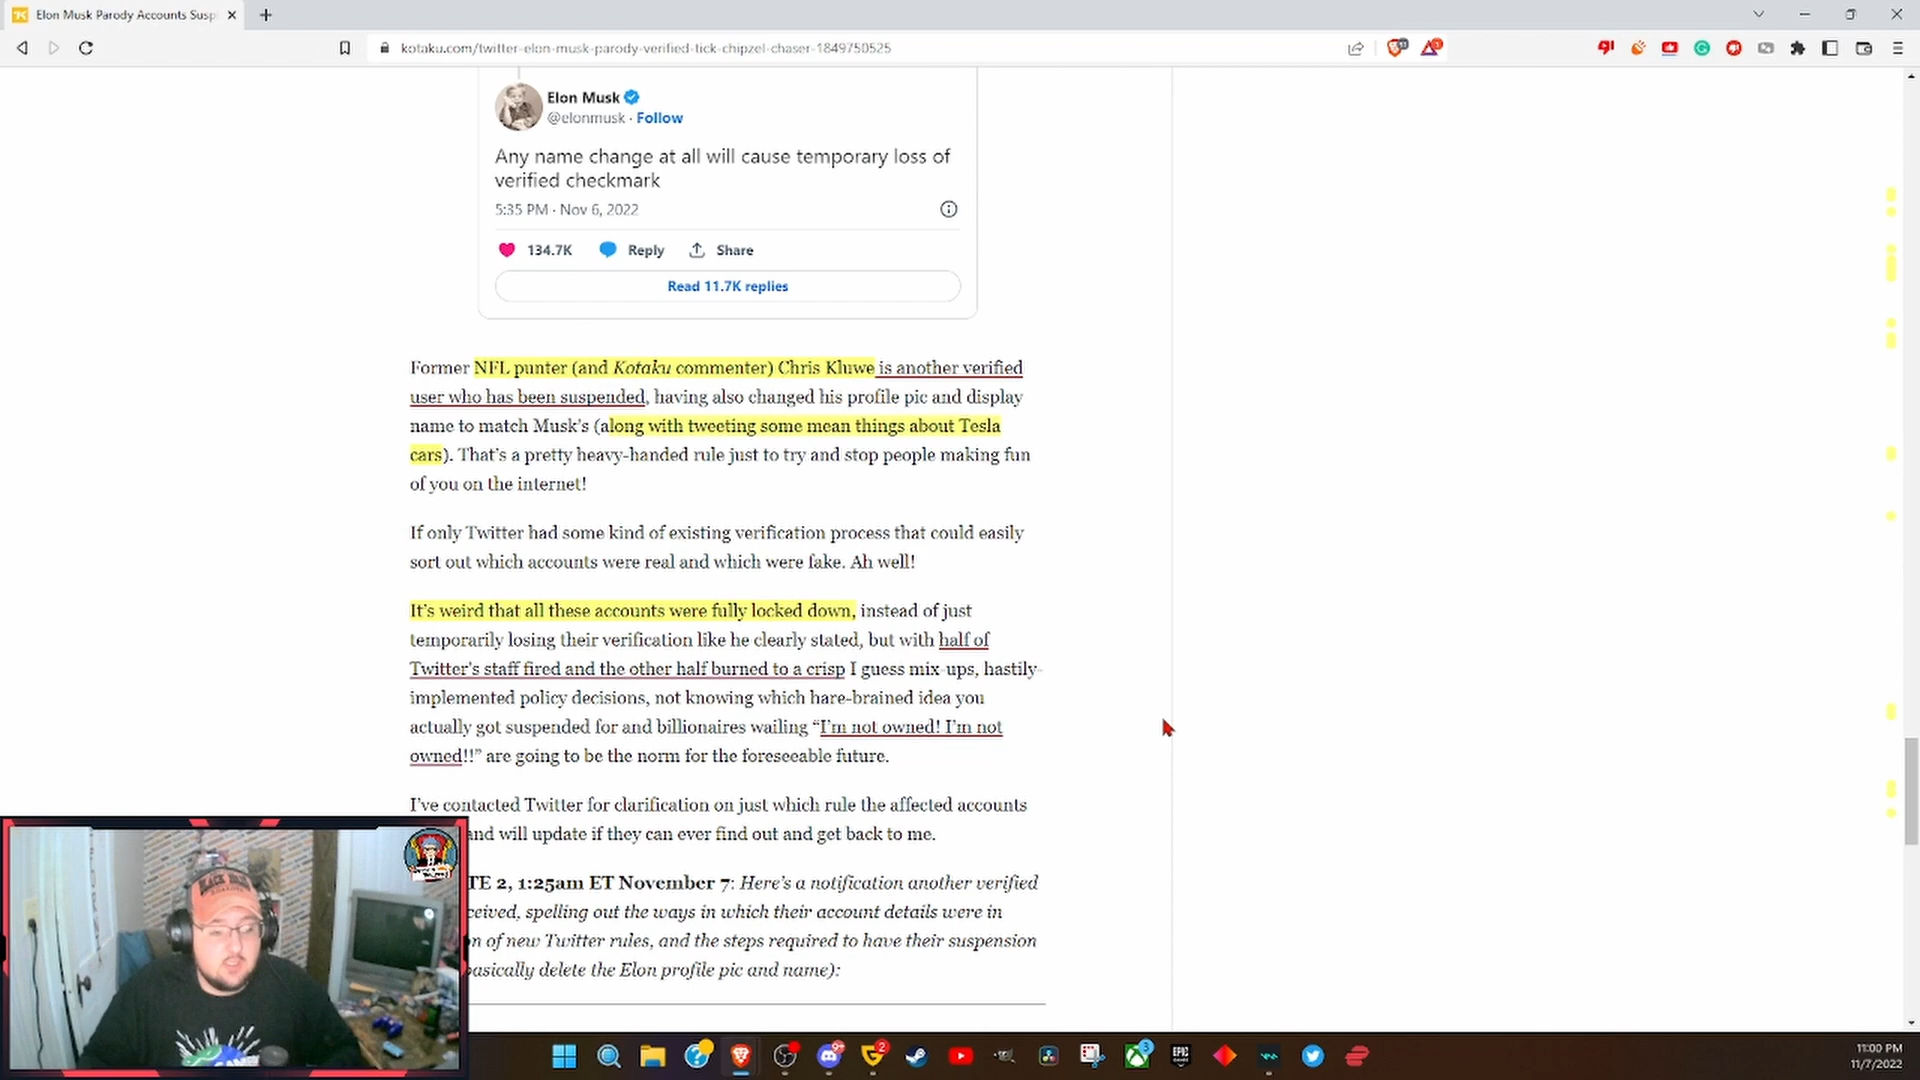 Elon Musk Parody Accounts Susp
kotaku.com/twitter-elon-musk-parody-verified-tick-chipzel-chaser-1849750525
Elon Musk
@elonmusk · Follow
Any name change at all will cause temporary loss of
verified checkmark
5:35 PM · Nov 6, 2022
134.7K Reply Share
Read 11.7K replies
Former NFL punter (and Kotaku commenter) Chris Kluwe is another verified
user who has been suspended, having also changed his profile pic and display
name to match Musk's (along with tweeting some mean things about Tesla
cars). That's a pretty heavy-handed rule just to try and stop people making fun
of you on the internet!
If only Twitter had some kind of existing verification process that could easily
sort out which accounts were real and which were fake. Ah well!
It's weird that all these accounts were fully locked down, instead of just
temporarily losing their verification like he clearly stated, but with half of
Twitter's staff fired and the other half burned to a crisp I guess mix-ups, hastily-
implemented policy decisions, not knowing which hare-brained idea you
actually got suspended for and billionaires wailing “I'm not owned! I'm not
owned!!” are going to be the norm for the foreseeable future.
I've contacted Twitter for clarification on just which rule the affected accounts
and will update if they can ever find out and get back to me.
TE 2, 1:25am ET November 7: Here's a notification another verified
ceived, spelling out the ways in which their account details were in
n of new Twitter rules, and the steps required to have their suspension
basically delete the Elon profile pic and name):
EPIC
11:00 PM
11/7/2022